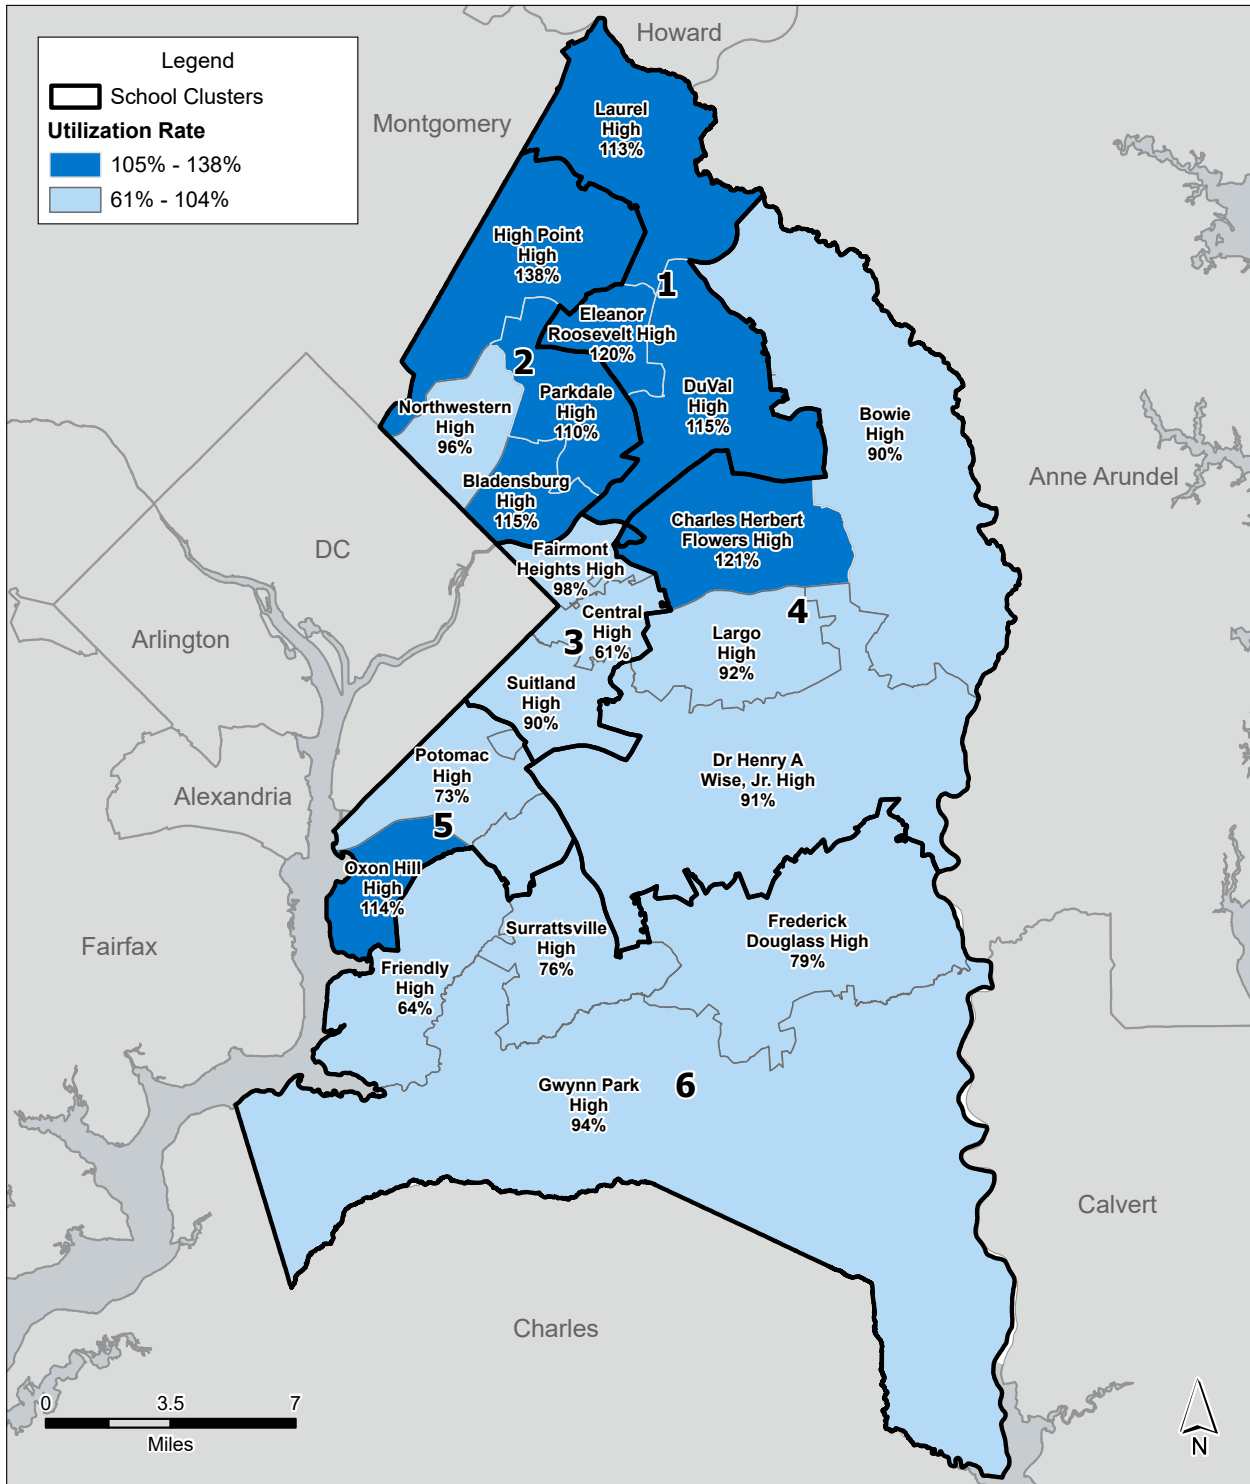 Howard
Legend
School Clusters
Utilization Rate
105% - 138%
61% - 104%
Montgomery
Laurel
High
113%
High Point
High
138%
1
Eleanor
Roosevelt High
120%
2
Parkdale
High
110%
DuVal
High
115%
Northwestern
High
96%
Bowie
High
90%
Anne Arundel
Bladensburg
High
115%
Charles Herbert
Flowers High
121%
DC
Fairmont
Heights High
98%
Central
High
61%
3
4
Largo
High
92%
Arlington
Suitland
High
90%
Potomac
High
73%
Dr Henry A
Wise, Jr. High
91%
Alexandria
5
Oxon Hill
High
114%
Fairfax
Surrattsville
High
76%
Frederick
Douglass High
79%
Friendly
High
64%
Gwynn Park
High
94%
6
Calvert
Charles
0 3.5 7
Miles
N